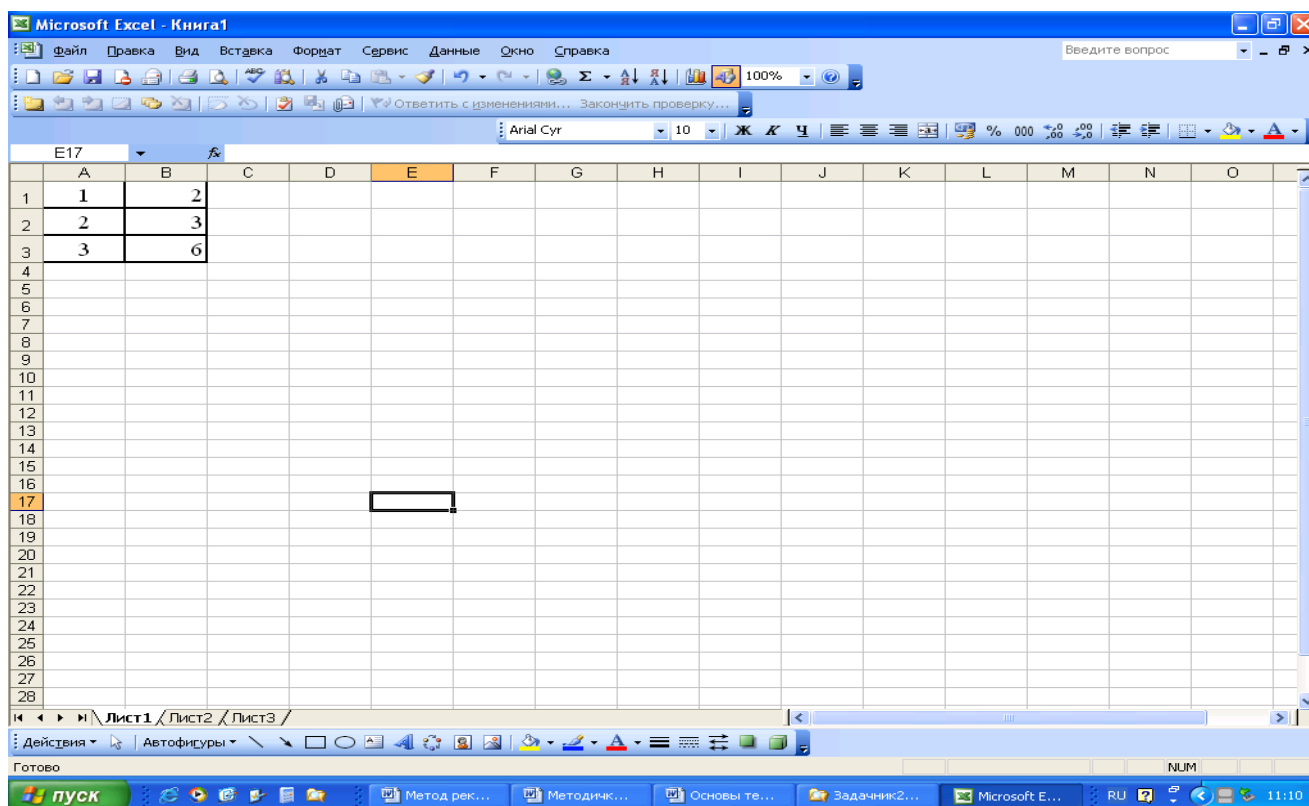 Microsoft Excel - Книга1
Файл Правка Вид Вставка Формат Сервис Данные Окно Справка Введите вопрос
100%
Ответить с изменениями... Закончить проверку...
Arial Cyr 10 Ж К Ч % 000
E17 fx
A B C D E F G H I J K L M N O
1 1 2
2 2 3
3 3 6
4
5
6
7
8
9
10
11
12
13
14
15
16
17
18
19
20
21
22
23
24
25
26
27
28
Лист1 Лист2 Лист3
Действия Автофигуры
Готово NUM
пуск Метод рек... Методичк... Основы те... Задачник2... Microsoft E... RU 11:10